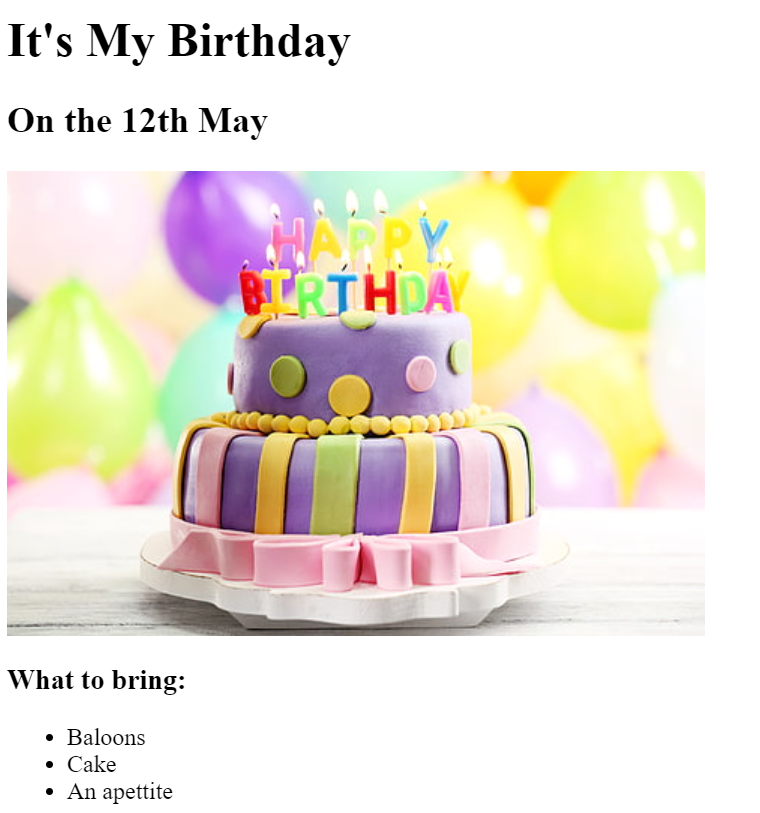 It's My Birthday
On the 12th May
HAPPY
BIRTHDAY
What to bring:
Baloons
Cake
An apettite